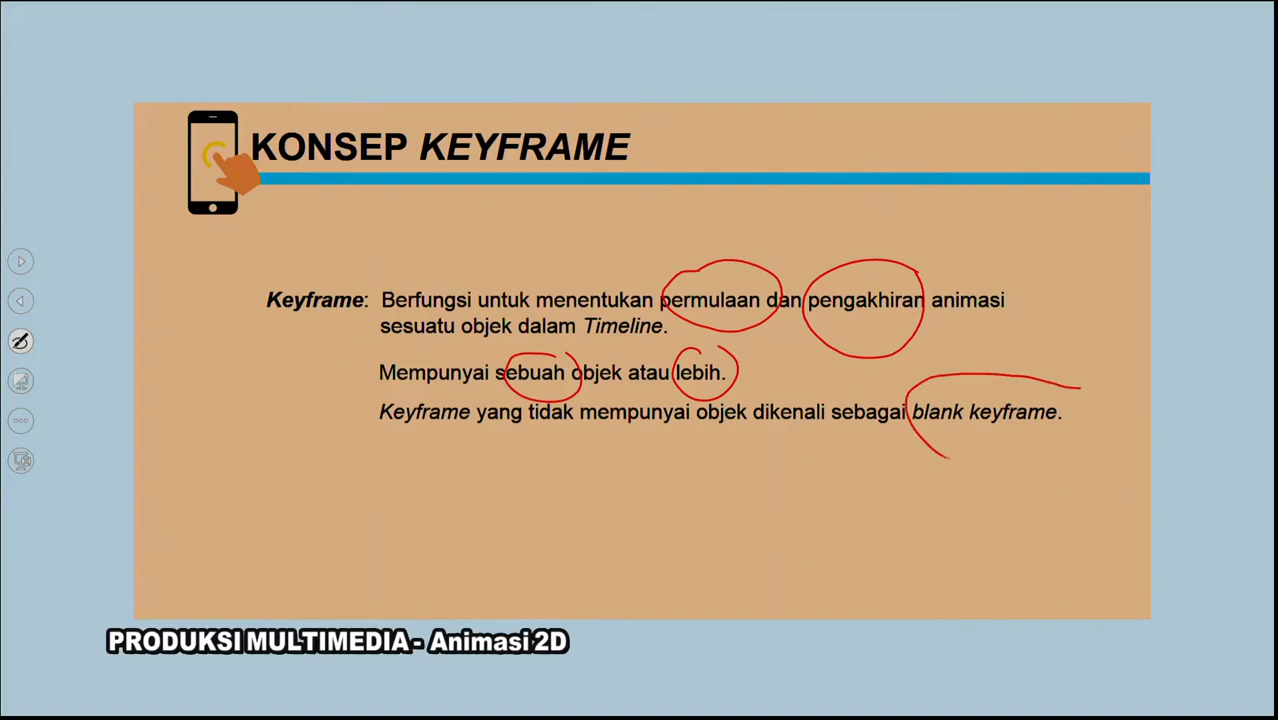 KONSEP KEYFRAME
Keyframe: Berfungsi untuk menentukan permulaan dan pengakhiran animasi
sesuatu objek dalam Timeline.
Mempunyai sebuah objek atau lebih.
Keyframe yang tidak mempunyai objek dikenali sebagai blank keyframe.
PRODUKSI MULTIMEDIA - Animasi 2D